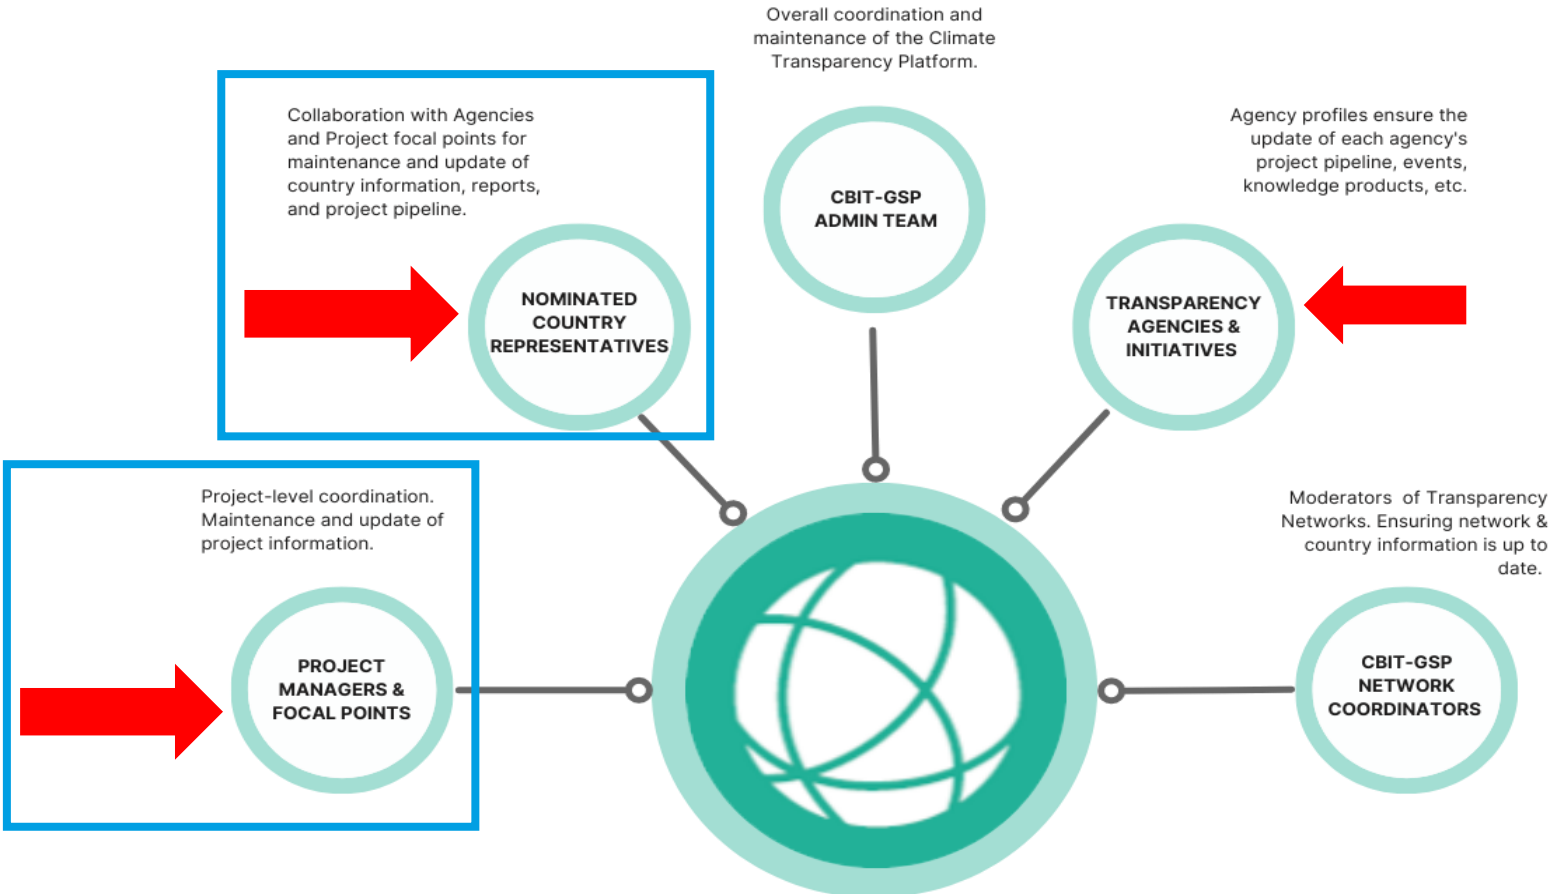 Overall coordination and
maintenance of the Climate
Transparency Platform.
CBIT-GSP
ADMIN TEAM
Collaboration with Agencies
and Project focal points for
maintenance and update of
country information, reports,
and project pipeline.
NOMINATED
COUNTRY
REPRESENTATIVES
Agency profiles ensure the
update of each agency's
project pipeline, events,
knowledge products, etc.
TRANSPARENCY
AGENCIES &
INITIATIVES
Project-level coordination.
Maintenance and update of
project information.
PROJECT
MANAGERS &
FOCAL POINTS
Moderators of Transparency
Networks. Ensuring network &
country information is up to
date.
CBIT-GSP
NETWORK
COORDINATORS